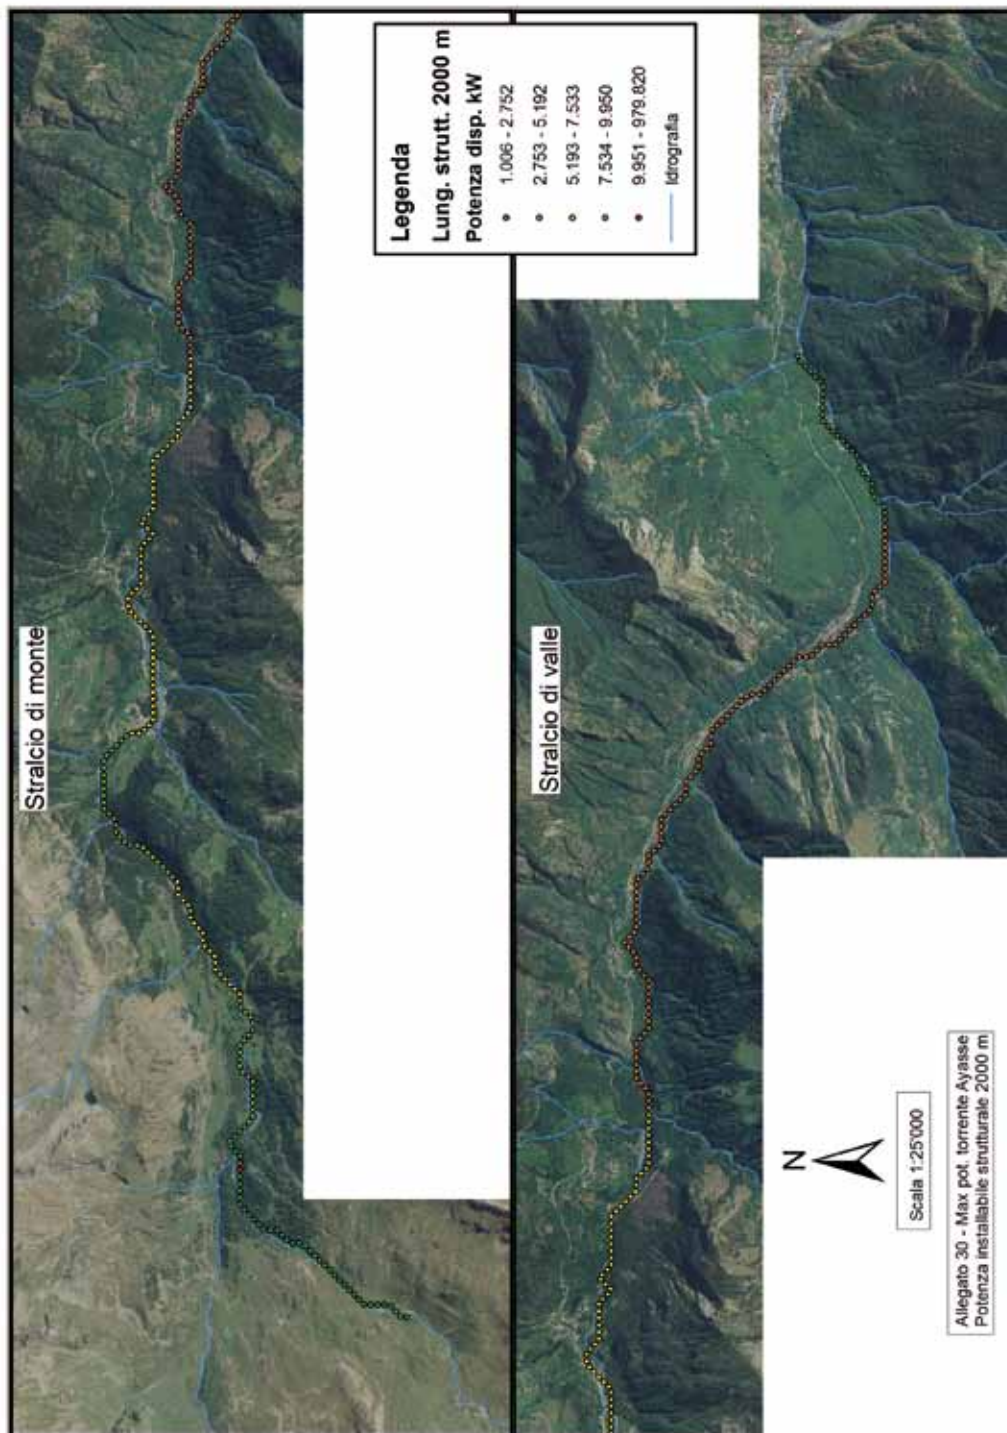 Stralcio di monte
Legenda
Lung. strutt. 2000 m
Potenza disp. kW
1.006 - 2.752
2.753 - 5.192
5.193 - 7.533
7.534 - 9.950
9.951 - 979.820
Idrografia
Stralcio di valle
N
Scala 1:25'000
Allegato 30 - Max pot. torrente Ayasse
Potenza installabile strutturale 2000 m